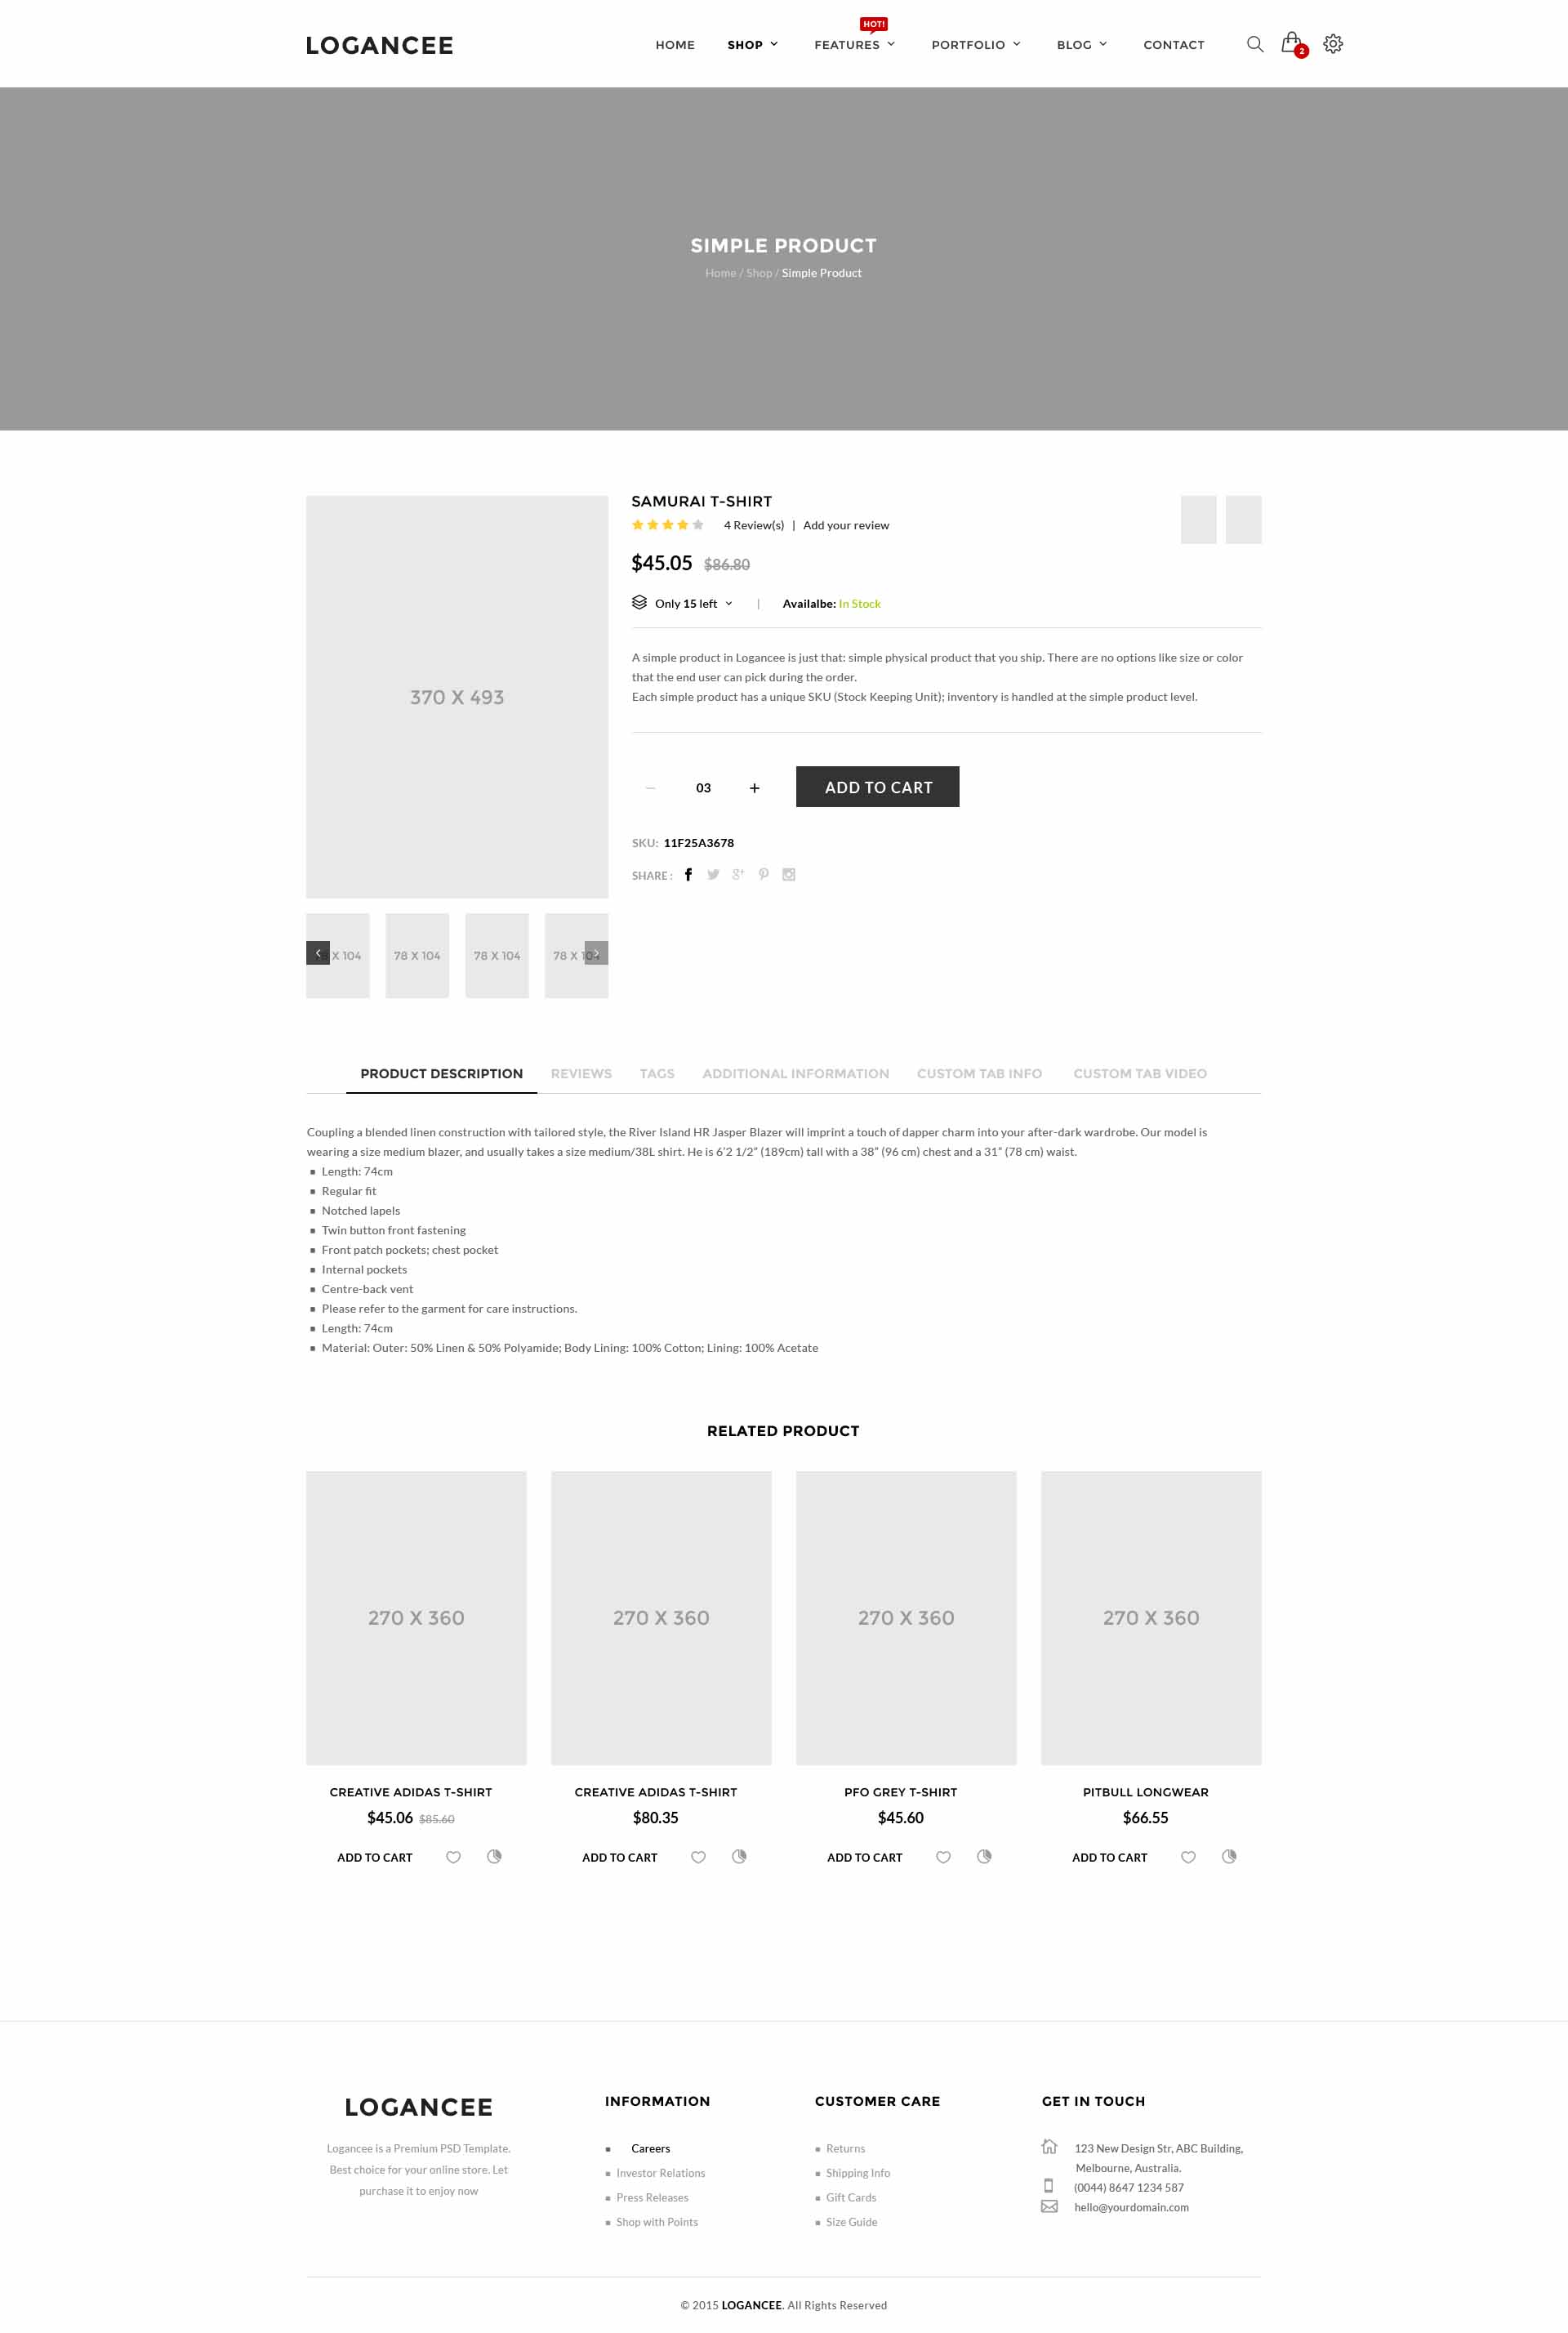 LOGANCEE
HOME SHOP FEATURES HOT! PORTFOLIO BLOG CONTACT 2
SIMPLE PRODUCT
Home / Shop / Simple Product
370 X 493
X 104 78 X 104 78 X 104 78 X 104
SAMURAI T-SHIRT
4 Review(s) | Add your review
$45.05 $86.80
Only 15 left | Availalbe: In Stock
A simple product in Logancee is just that: simple physical product that you ship. There are no options like size or color
that the end user can pick during the order.
Each simple product has a unique SKU (Stock Keeping Unit); inventory is handled at the simple product level.
03 ADD TO CART
SKU: 11F25A3678
SHARE :
PRODUCT DESCRIPTION REVIEWS TAGS ADDITIONAL INFORMATION CUSTOM TAB INFO CUSTOM TAB VIDEO
Coupling a blended linen construction with tailored style, the River Island HR Jasper Blazer will imprint a touch of dapper charm into your after-dark wardrobe. Our model is
wearing a size medium blazer, and usually takes a size medium/38L shirt. He is 6’2 1/2” (189cm) tall with a 38” (96 cm) chest and a 31” (78 cm) waist.
Length: 74cm
Regular fit
Notched lapels
Twin button front fastening
Front patch pockets; chest pocket
Internal pockets
Centre-back vent
Please refer to the garment for care instructions.
Length: 74cm
Material: Outer: 50% Linen & 50% Polyamide; Body Lining: 100% Cotton; Lining: 100% Acetate
RELATED PRODUCT
270 X 360 270 X 360 270 X 360 270 X 360
CREATIVE ADIDAS T-SHIRT CREATIVE ADIDAS T-SHIRT PFO GREY T-SHIRT PITBULL LONGWEAR
$45.06 $85.60 $80.35 $45.60 $66.55
ADD TO CART ADD TO CART ADD TO CART ADD TO CART
LOGANCEE
Logancee is a Premium PSD Template.
Best choice for your online store. Let
purchase it to enjoy now
INFORMATION
Careers
Investor Relations
Press Releases
Shop with Points
CUSTOMER CARE
Returns
Shipping Info
Gift Cards
Size Guide
GET IN TOUCH
123 New Design Str, ABC Building,
Melbourne, Australia.
(0044) 8647 1234 587
hello@yourdomain.com
© 2015 LOGANCEE. All Rights Reserved